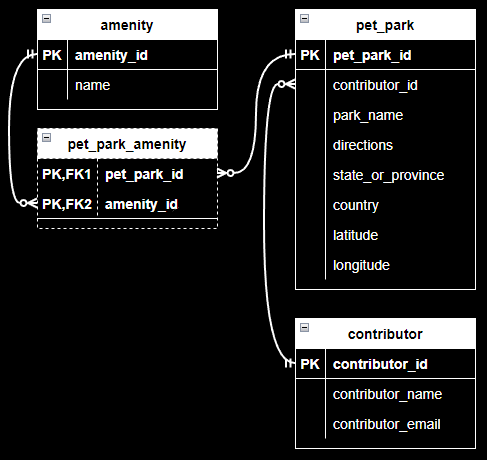 amenity
PK amenity_id
name
pet_park_amenity
PK,FK1 pet_park_id
PK,FK2 amenity_id
pet_park
PK pet_park_id
contributor_id
park_name
directions
state_or_province
country
latitude
longitude
contributor
PK contributor_id
contributor_name
contributor_email